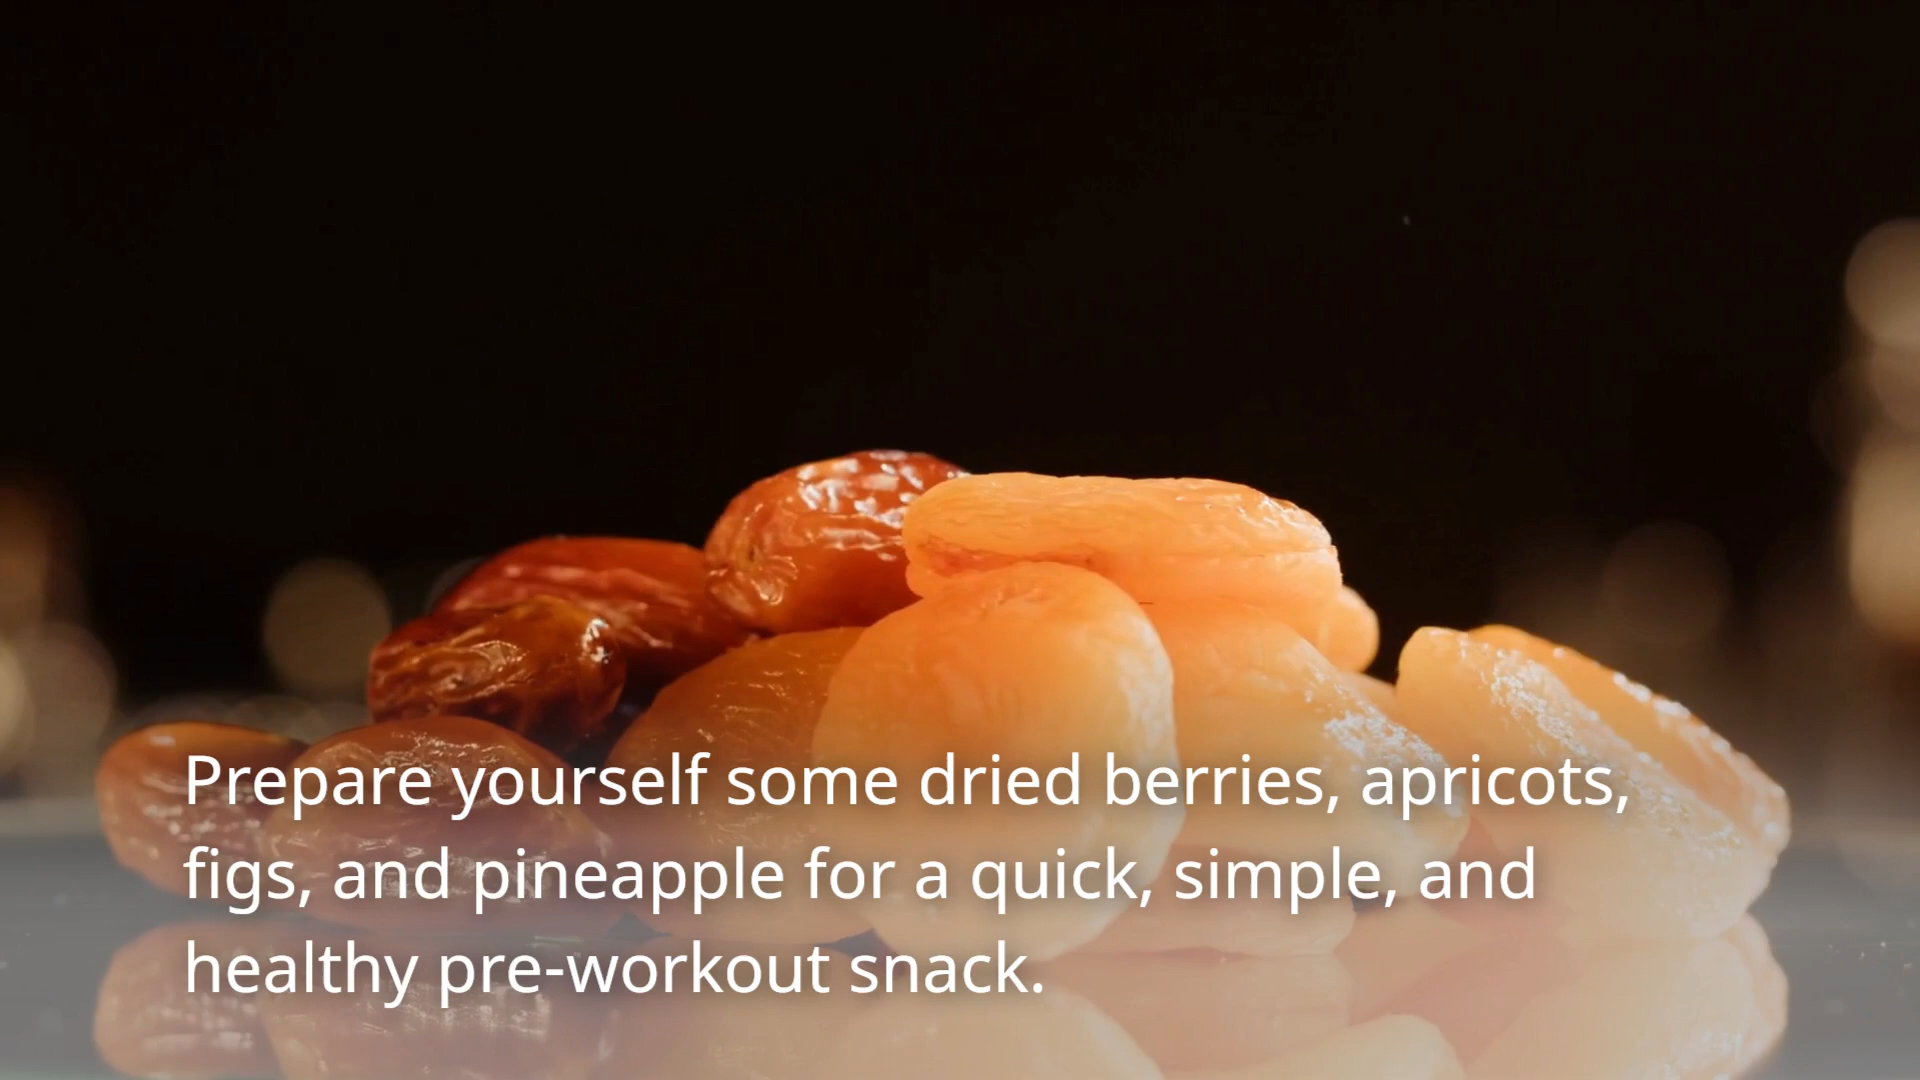 Prepare yourself some dried berries, apricots,
figs, and pineapple for a quick, simple, and
healthy pre-workout snack.